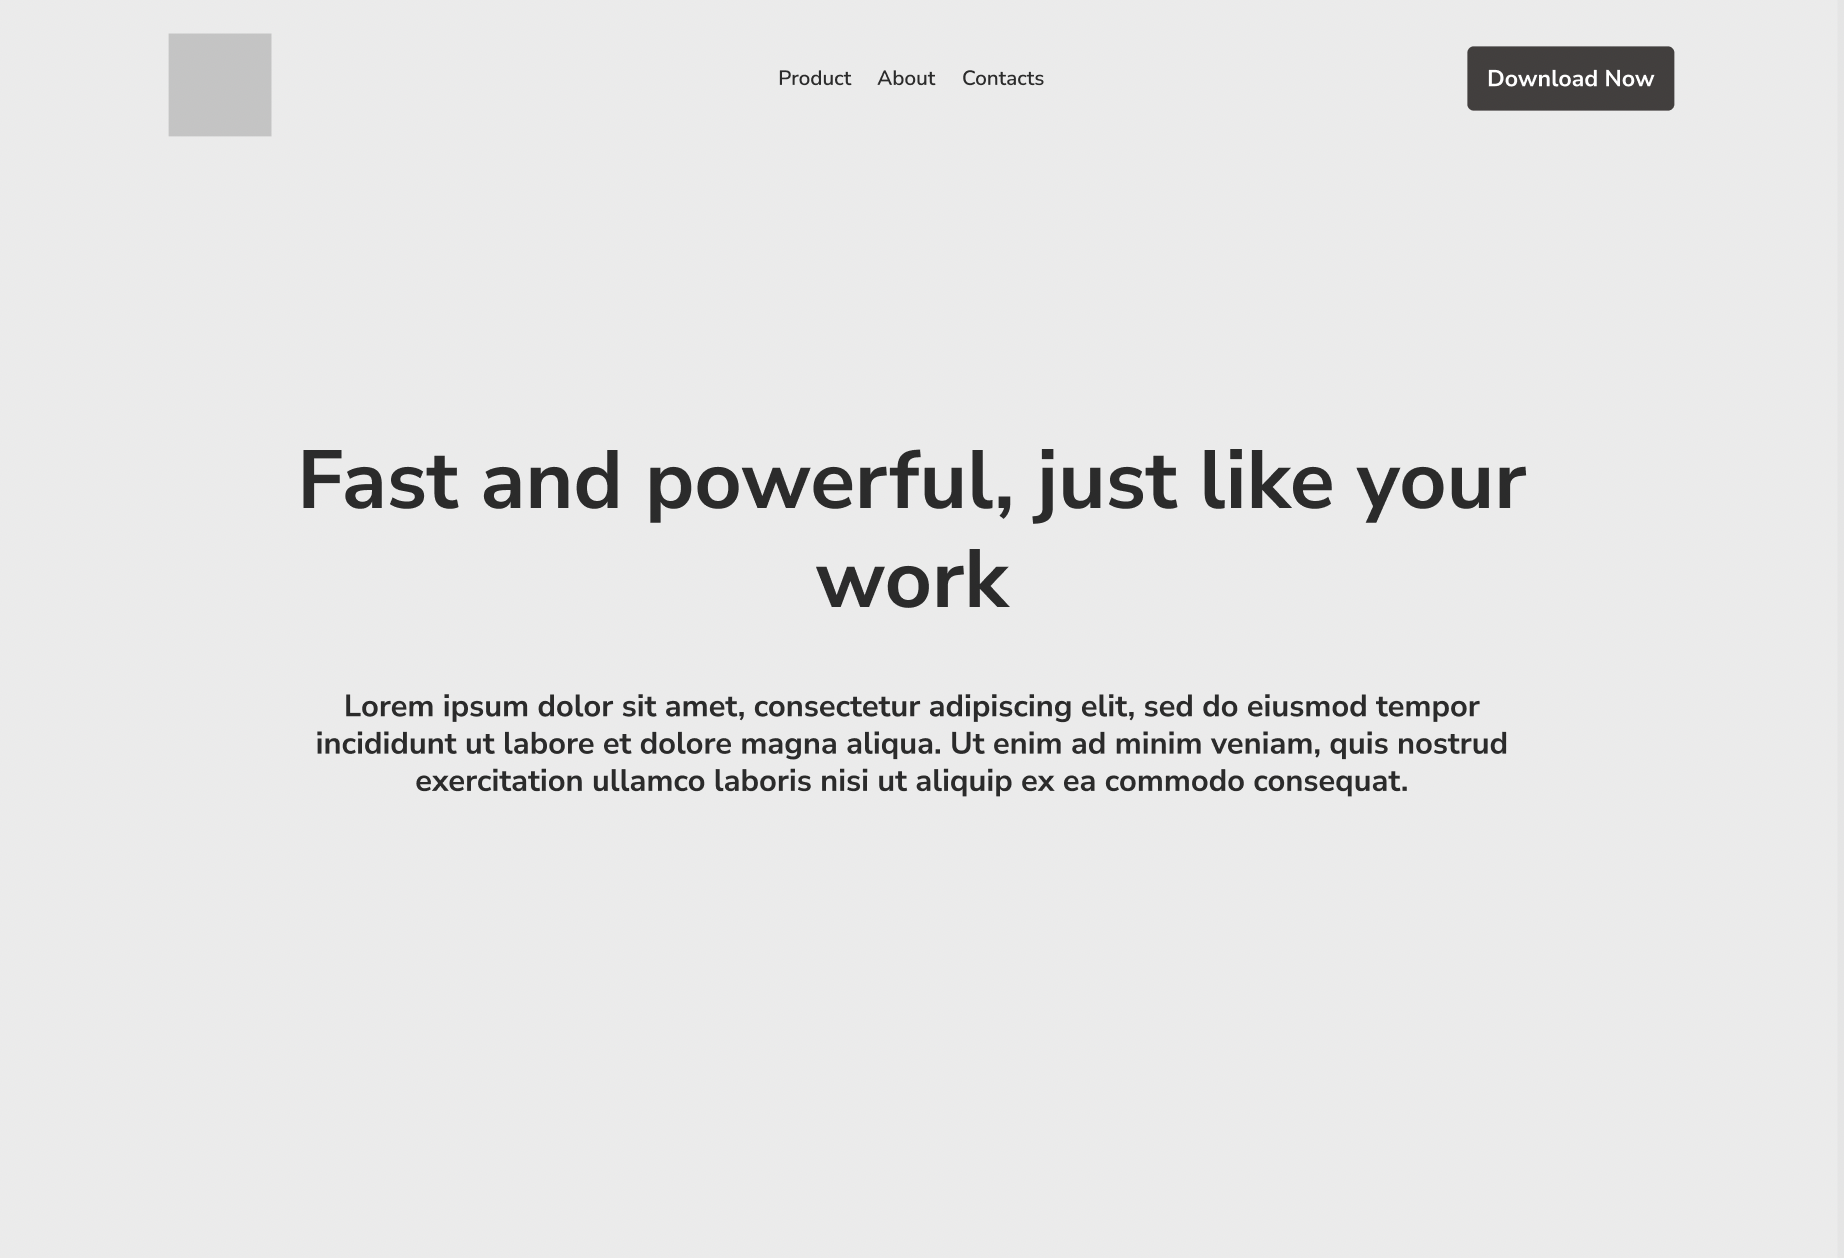 Product About Contacts Download Now
Fast and powerful, just like your
work
Lorem ipsum dolor sit amet, consectetur adipiscing elit, sed do eiusmod tempor
incididunt ut labore et dolore magna aliqua. Ut enim ad minim veniam, quis nostrud
exercitation ullamco laboris nisi ut aliquip ex ea commodo consequat.